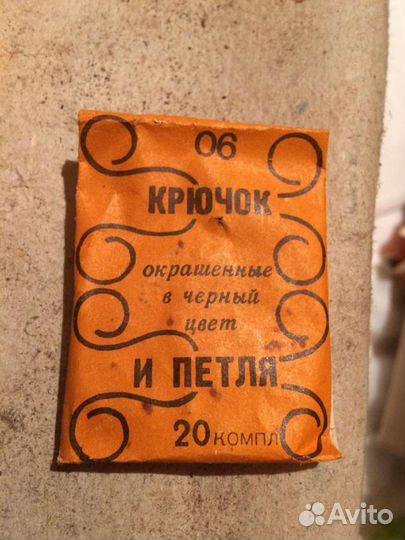 06
КРЮЧОК
окрашенные
в черный
цвет
И ПЕТЛЯ
20 КОМПЛ
Avito